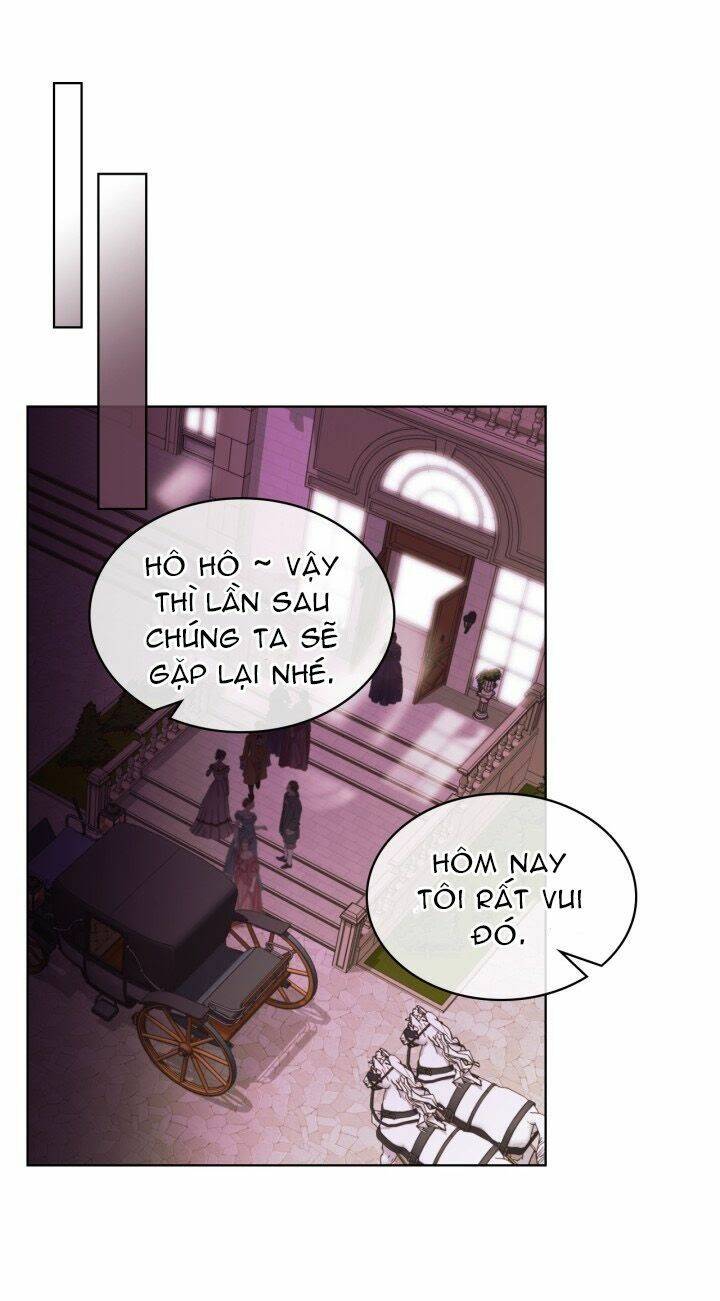 HÔ HÔ ~ VẬY
THÌ LẦN SAU
CHÚNG TA SẼ
GẶP LẠI NHÉ.
HÔM NAY
TÔI RẤT VUI
ĐÓ.